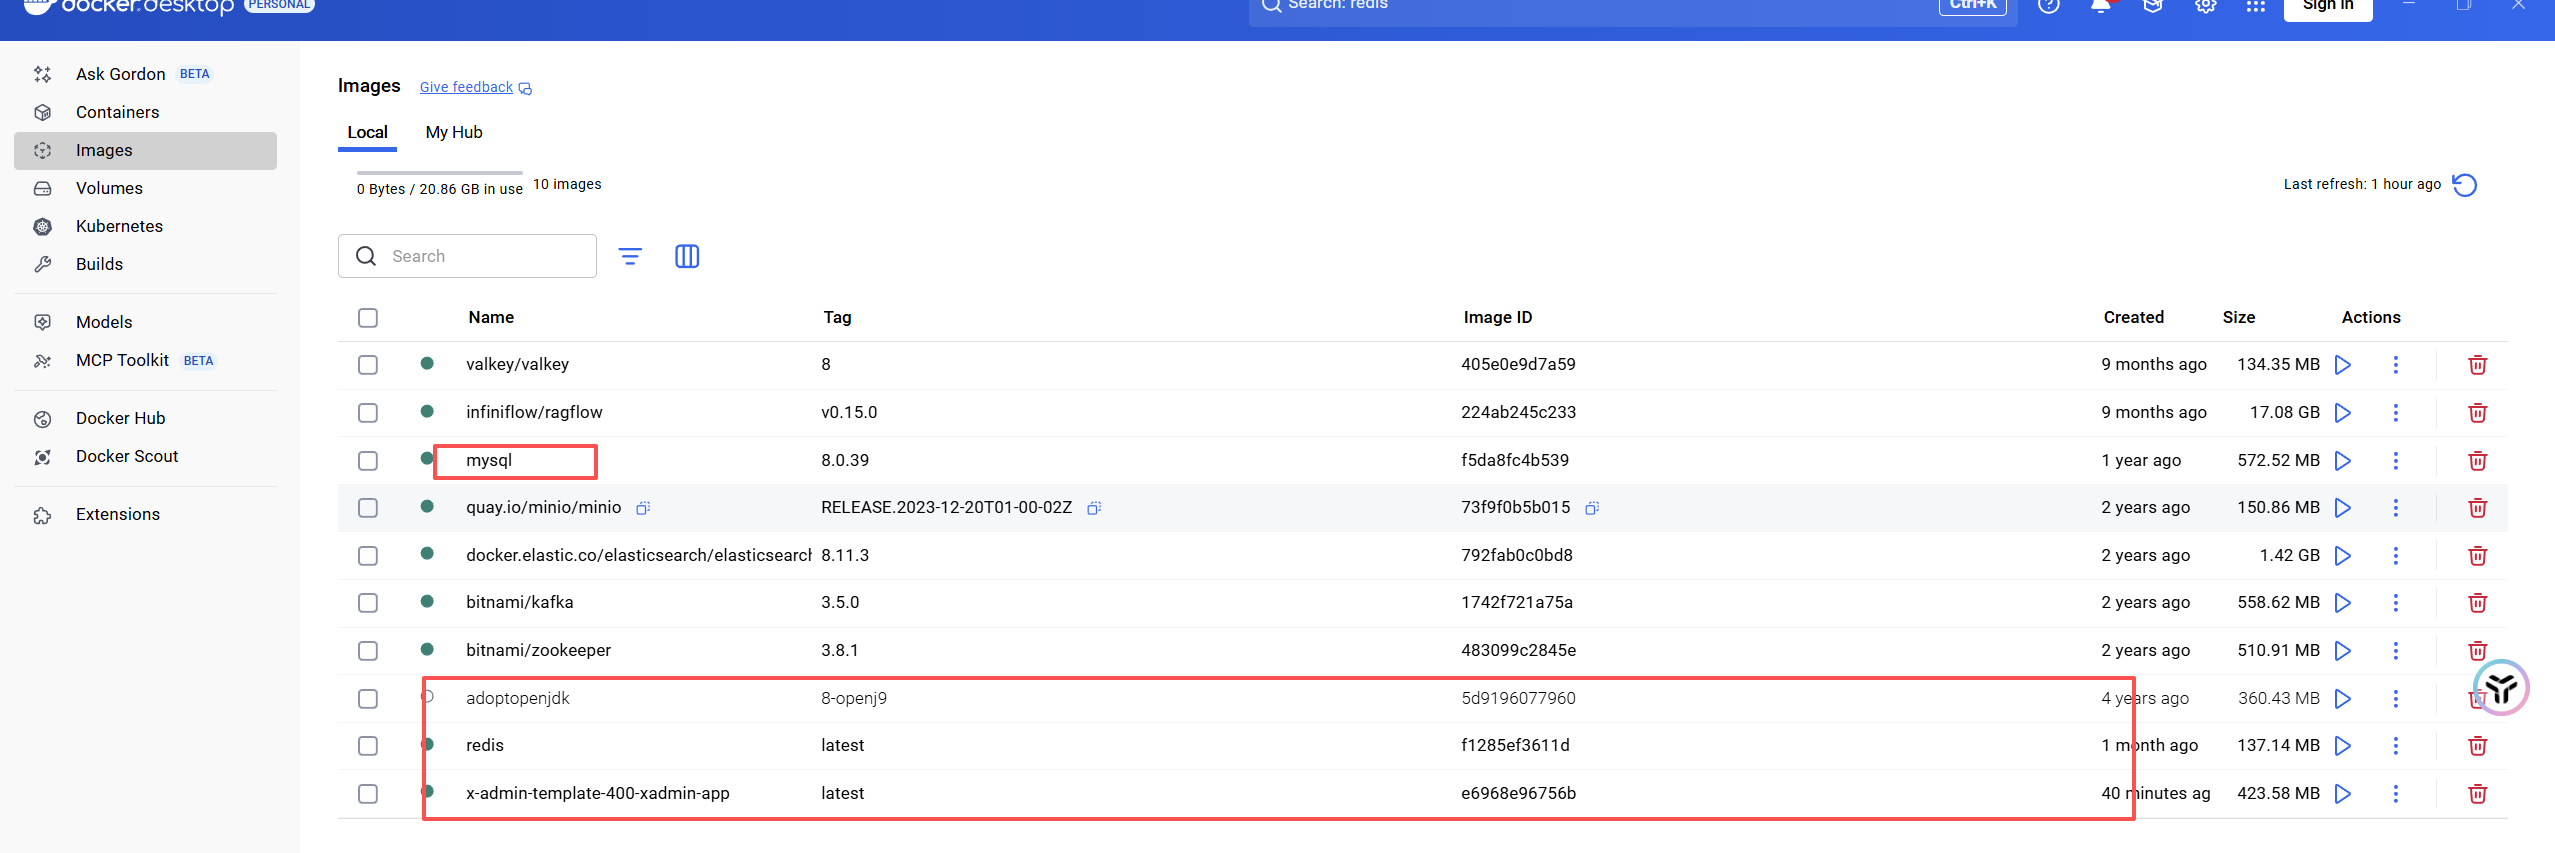 docker.desktop PERSONAL
Search: redis Ctrl+K Sign in
Ask Gordon BETA
Containers
Images
Volumes
Kubernetes
Builds
Models
MCP Toolkit BETA
Docker Hub
Docker Scout
Extensions
Images Give feedback
Local My Hub
0 Bytes / 20.86 GB in use 10 images
Last refresh: 1 hour ago
Search
Name Tag Image ID Created Size Actions
valkey/valkey 8 405e0e9d7a59 9 months ago 134.35 MB
infiniflow/ragflow v0.15.0 224ab245c233 9 months ago 17.08 GB
mysql 8.0.39 f5da8fc4b539 1 year ago 572.52 MB
quay.io/minio/minio RELEASE.2023-12-20T01-00-02Z 73f9f0b5b015 2 years ago 150.86 MB
docker.elastic.co/elasticsearch/elasticsearch 8.11.3 792fab0c0bd8 2 years ago 1.42 GB
bitnami/kafka 3.5.0 1742f721a75a 2 years ago 558.62 MB
bitnami/zookeeper 3.8.1 483099c2845e 2 years ago 510.91 MB
adoptopenjdk 8-openj9 5d9196077960 4 years ago 360.43 MB
redis latest f1285ef3611d 1 month ago 137.14 MB
x-admin-template-400-xadmin-app latest e6968e96756b 40 minutes ag 423.58 MB